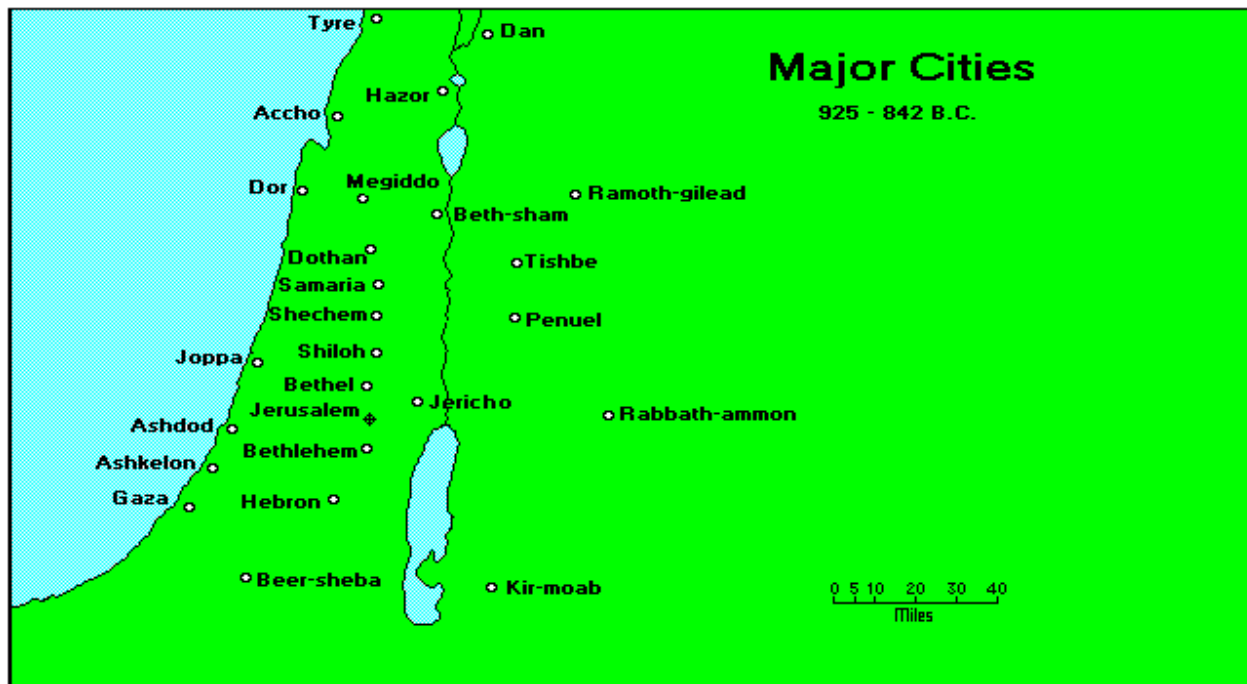 Tyre
Dan
Major Cities
Hazor
925 - 842 B.C.
Accho
Megiddo
Dor
Ramoth-gilead
Beth-sham
Dothan
Tishbe
Samaria
Shechem
Penuel
Shiloh
Joppa
Bethel
Jericho
Jerusalem
Rabbath-ammon
Ashdod
Bethlehem
Ashkelon
Gaza
Hebron
Beer-sheba
Kir-moab
0 5 10 20 30 40
Miles